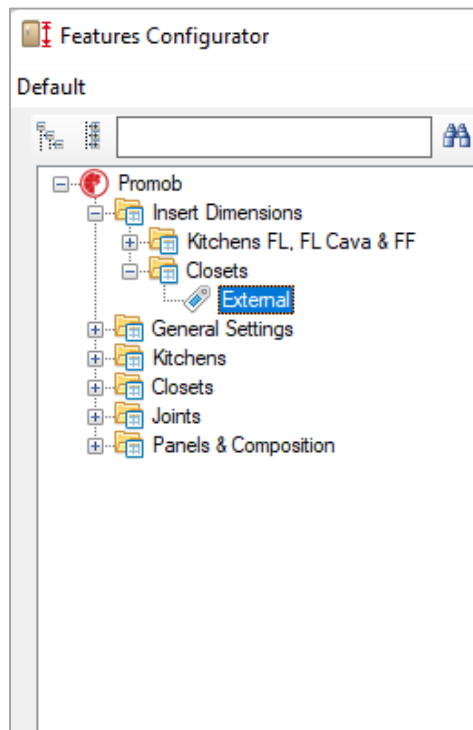 Features Configurator
Default
Promob
Insert Dimensions
Kitchens FL, FL Cava & FF
Closets
External
General Settings
Kitchens
Closets
Joints
Panels & Composition